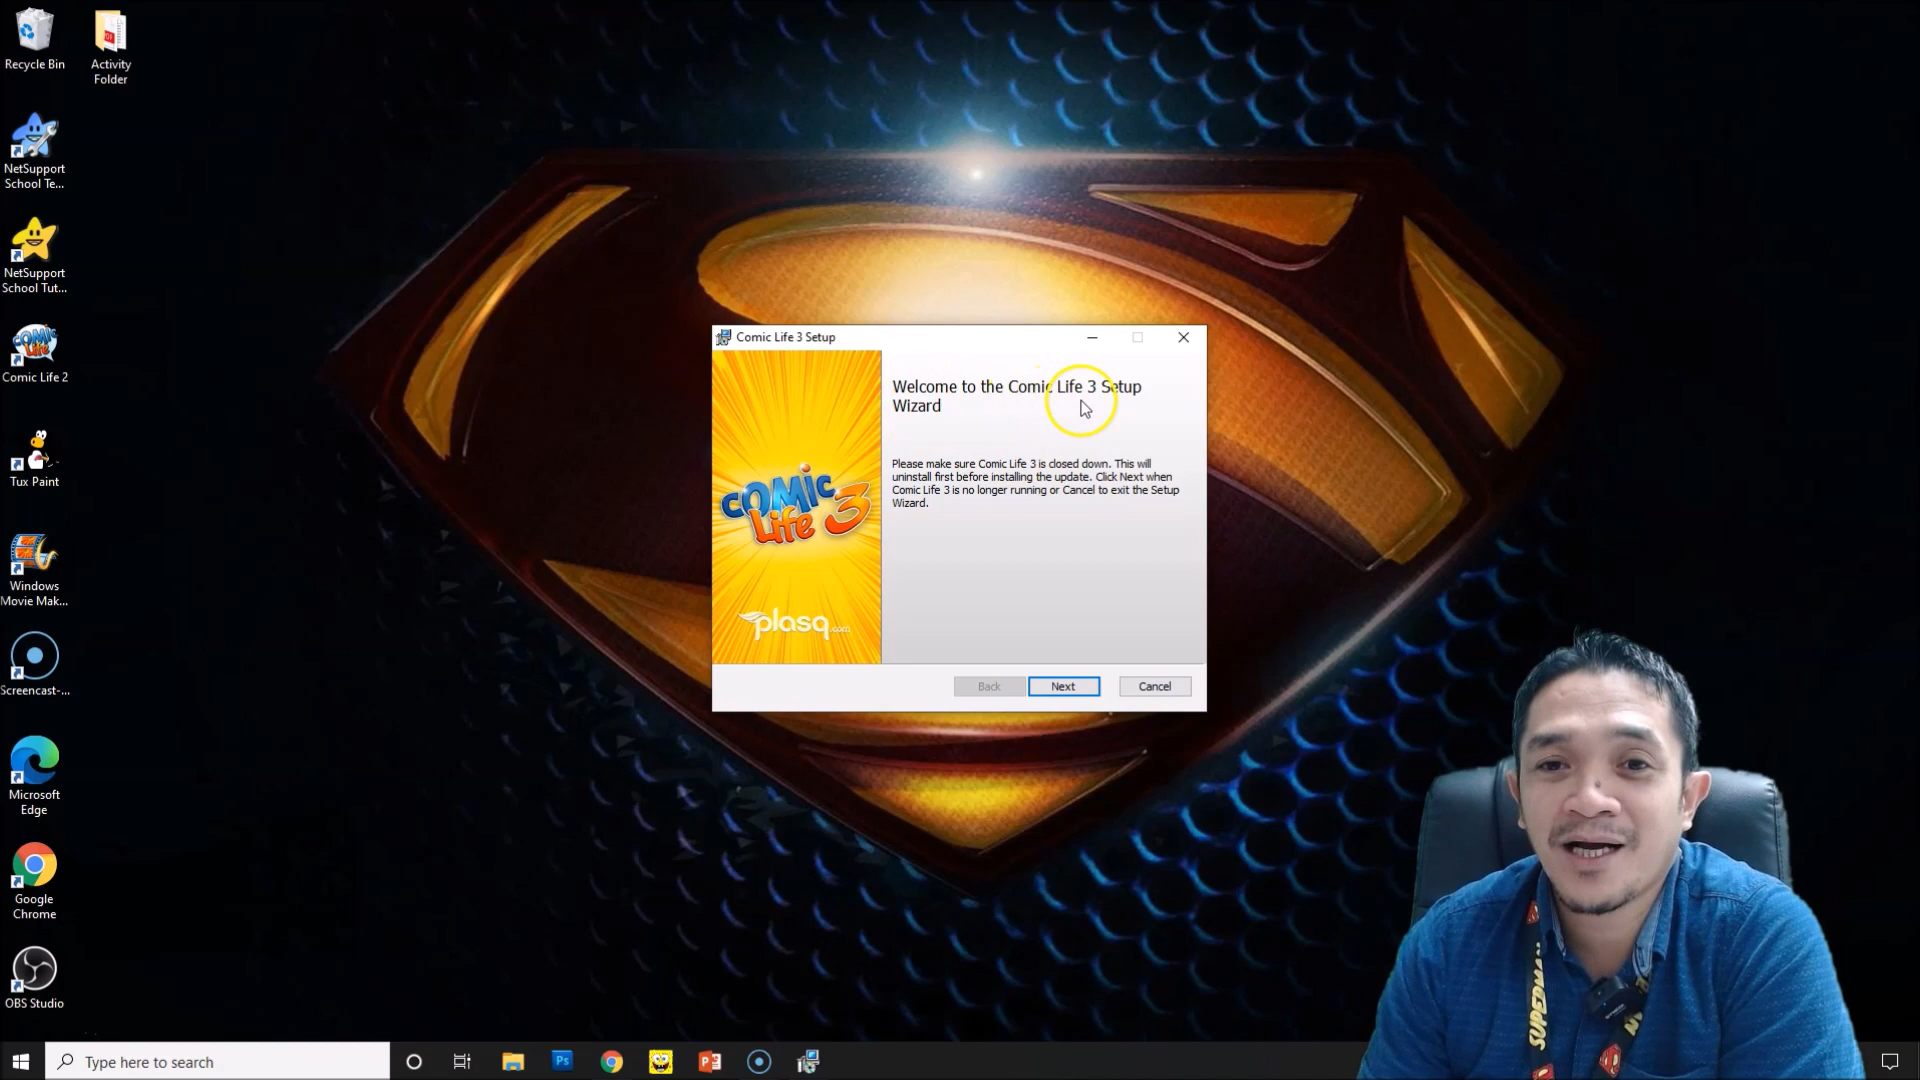 Recycle Bin
Activity
Folder
NetSupport
School Te...
NetSupport
School Tut...
Comic Life 2
Tux Paint
Windows
Movie Mak...
Screencast-...
Microsoft
Edge
Google
Chrome
OBS Studio
Comic Life 3 Setup
Welcome to the Comic Life 3 Setup
Wizard
Please make sure Comic Life 3 is closed down. This will
uninstall first before installing the update. Click Next when
Comic Life 3 is no longer running or Cancel to exit the Setup
Wizard.
COMIC
Life 3
plasq.com
Back
Next
Cancel
SUPERMAN
Type here to search
Ps